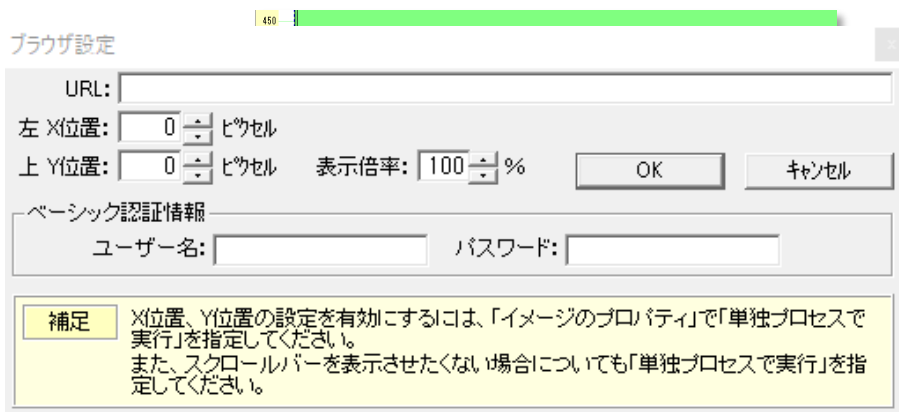 450
ブラウザ設定
x
URL:
左 X位置: 0 ピクセル
上 Y位置: 0 ピクセル 表示倍率: 100 % OK キャンセル
ベーシック認証情報
ユーザー名: パスワード:
補足 X位置、Y位置の設定を有効にするには、「イメージのプロパティ」で「単独プロセスで
実行」を指定してください。
また、スクロールバーを表示させたくない場合についても「単独プロセスで実行」を指
定してください。